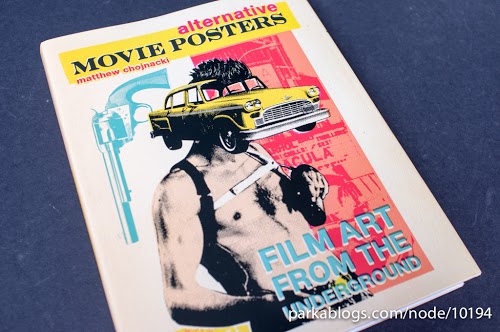 alternative
MOVIE POSTERS
matthew chojnacki
FILM ART
FROM THE
UNDERGROUND
parkablogs.com/node/10194